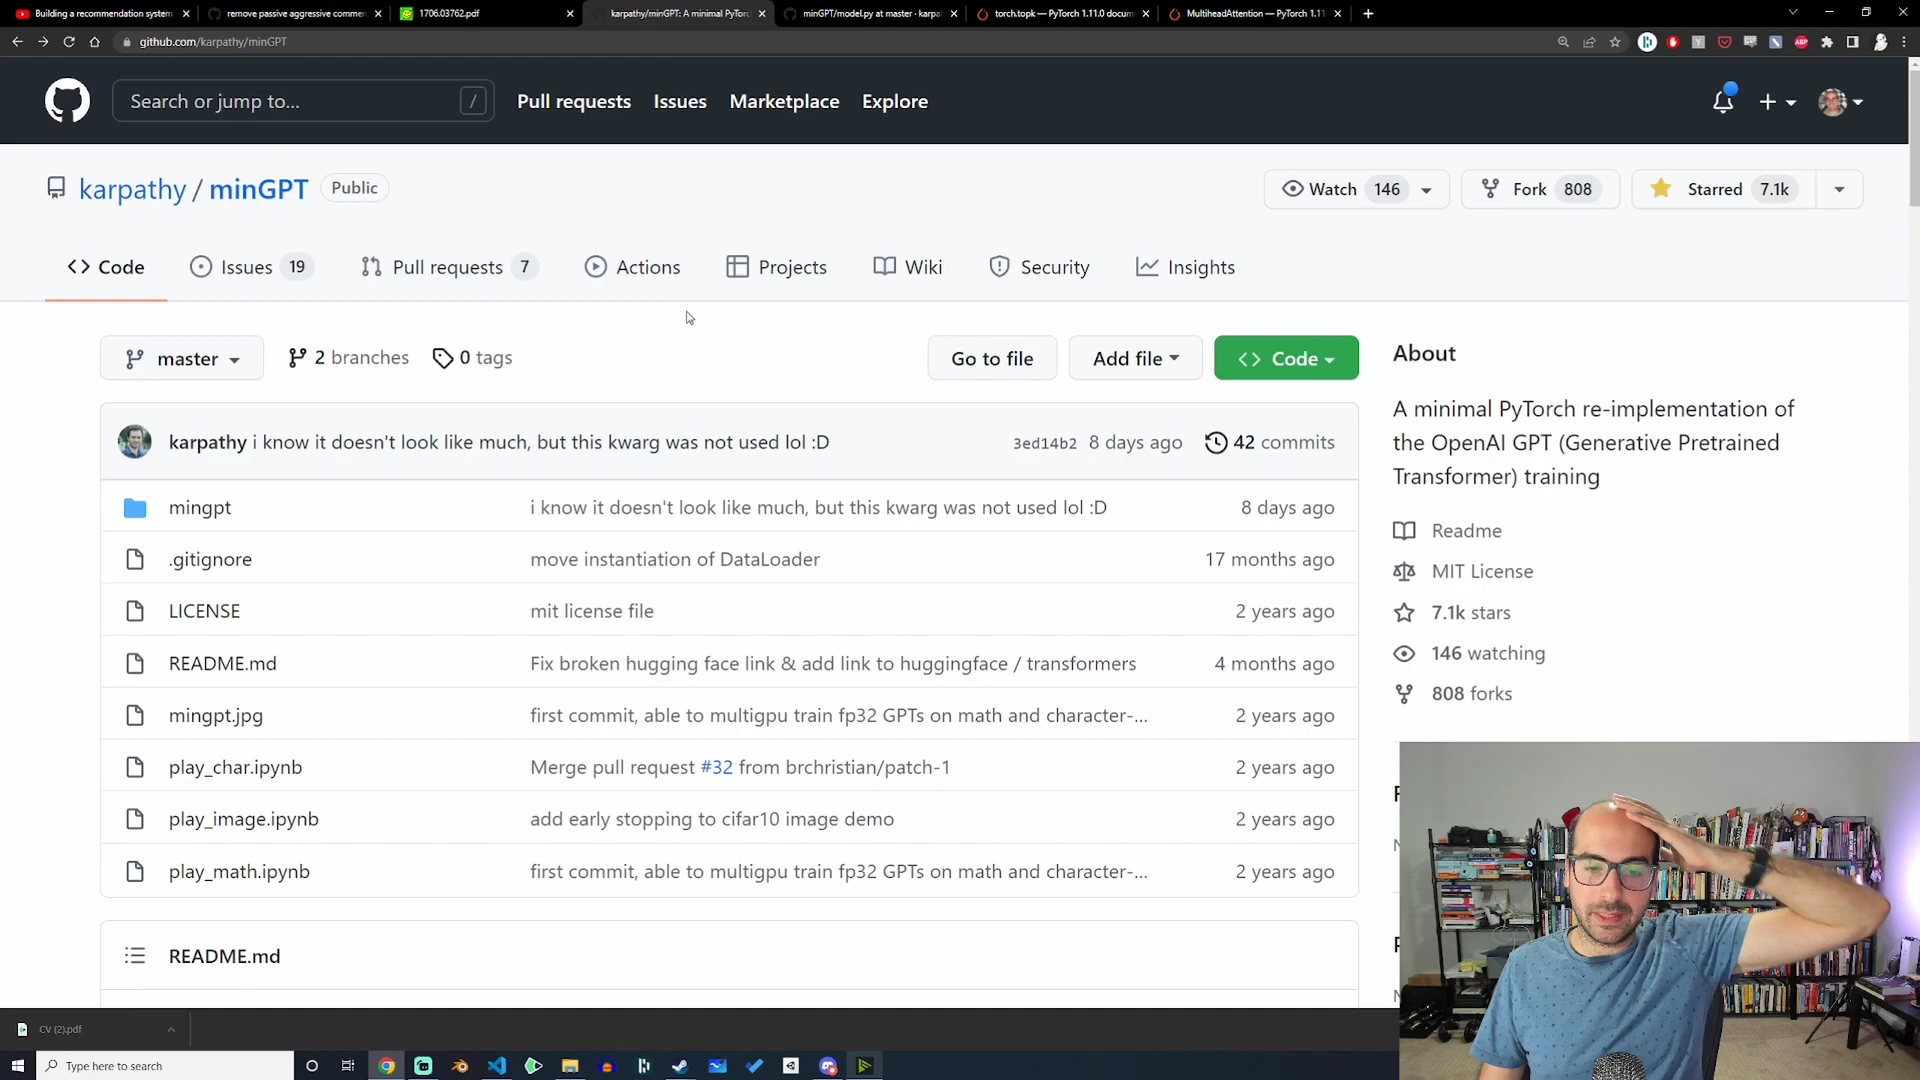 Building a recommendation system
remove passive aggressive commen
1706.03762.pdf
karpathy/minGPT: A minimal PyTorc
minGPT/model.py at master · karpa
torch.topk — PyTorch 1.11.0 docum
MultiheadAttention — PyTorch 1.11
github.com/karpathy/minGPT
Search or jump to...
/
Pull requests
Issues
Marketplace
Explore
karpathy / minGPT
Public
Watch 146
Fork 808
Starred 7.1k
Code
Issues 19
Pull requests 7
Actions
Projects
Wiki
Security
Insights
master
2 branches
0 tags
Go to file
Add file
Code
About
A minimal PyTorch re-implementation of
the OpenAI GPT (Generative Pretrained
Transformer) training
karpathy i know it doesn't look like much, but this kwarg was not used lol :D
3ed14b2 8 days ago
42 commits
mingpt
i know it doesn't look like much, but this kwarg was not used lol :D
8 days ago
.gitignore
move instantiation of DataLoader
17 months ago
LICENSE
mit license file
2 years ago
README.md
Fix broken hugging face link & add link to huggingface / transformers
4 months ago
mingpt.jpg
first commit, able to multigpu train fp32 GPTs on math and character-...
2 years ago
play_char.ipynb
Merge pull request #32 from brchristian/patch-1
2 years ago
play_image.ipynb
add early stopping to cifar10 image demo
2 years ago
play_math.ipynb
first commit, able to multigpu train fp32 GPTs on math and character-...
2 years ago
Readme
MIT License
7.1k stars
146 watching
808 forks
README.md
CV (2).pdf
Type here to search